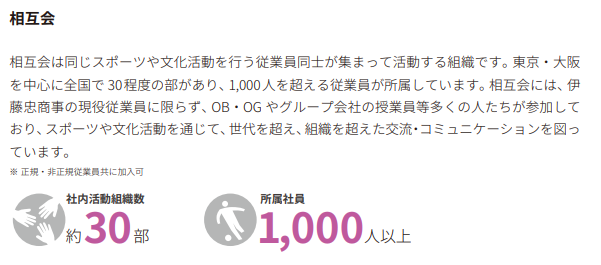 相互会
相互会は同じスポーツや文化活動を行う従業員同士が集まって活動する組織です。東京・大阪
を中心に全国で 30 程度の部があり、1,000 人を超える従業員が所属しています。相互会には、伊
藤忠商事の現役従業員に限らず、OB・OG やグループ会社の授業員等多くの人たちが参加して
おり、スポーツや文化活動を通じて、世代を超え、組織を超えた交流・コミュニケーションを図っ
ています。
※ 正規・非正規従業員共に加入可
社内活動組織数
約30部
所属社員
1,000人以上